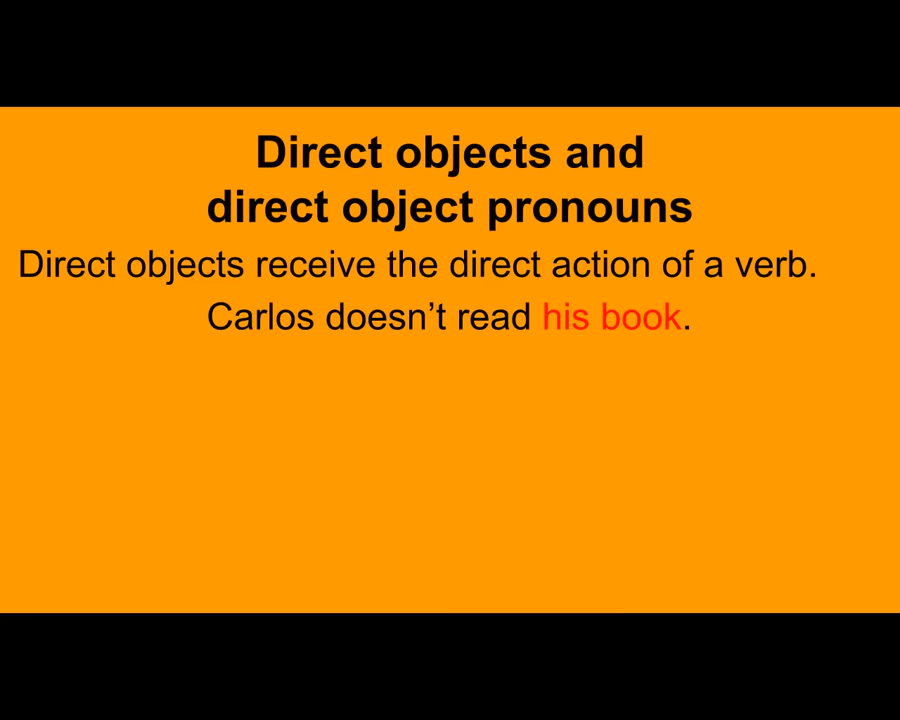 Direct objects and
direct object pronouns
Direct objects receive the direct action of a verb.
Carlos doesn’t read his book.